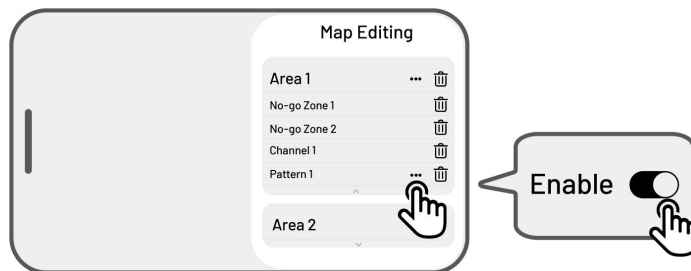 Map Editing
Area 1
No-go Zone 1
No-go Zone 2
Channel 1
Pattern 1
Area 2
Enable